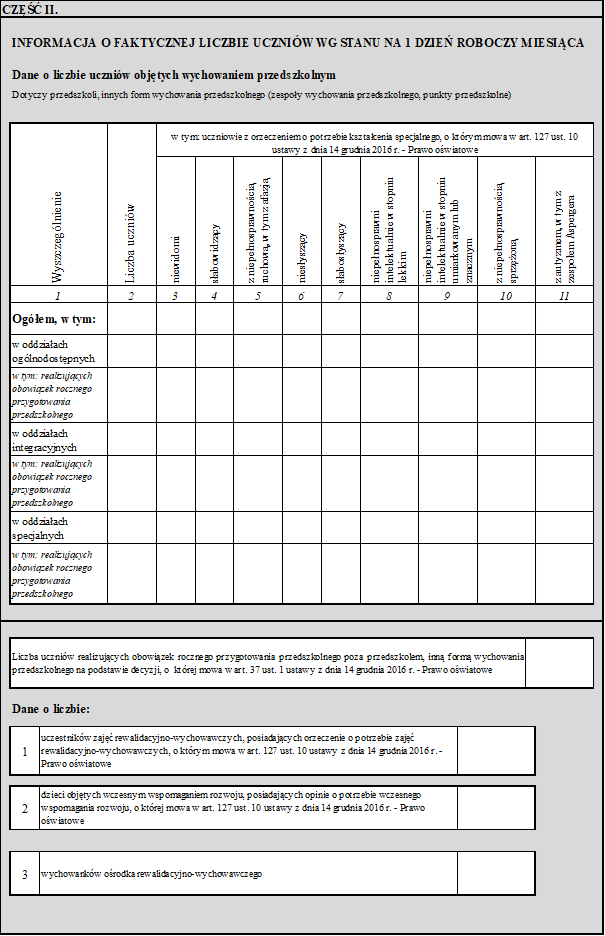 CZĘŚĆ II.
INFORMACJA O FAKTYCZNEJ LICZBIE UCZNIÓW WG STANU NA 1 DZIEŃ ROBOCZY MIESIĄCA
Dane o liczbie uczniów objętych wychowaniem przedszkolnym
Dotyczy przedszkoli, innych form wychowania przedszkolnego (zespoły wychowania przedszkolnego, punkty przedszkolne)
w tym: uczniowie z orzeczeniem o potrzebie kształcenia specjalnego, o którym mowa w art. 127 ust. 10
ustawy z dnia 14 grudnia 2016 r. - Prawo oświatowe
Wyszczególnienie
Liczba uczniów
niewidomi
słabowidzący
z niepełnosprawnością
ruchową, w tym z afazją
niesłyszący
słabosłyszący
niepełnosprawni
intelektualnie w stopniu
lekkim
niepełnosprawni
intelektualnie w stopniu
umiarkowanym lub
znacznym
z niepełnosprawnością
sprzężoną
z autyzmem, w tym z
zespołem Aspergera
1 2 3 4 5 6 7 8 9 10 11
Ogółem, w tym:
w oddziałach
ogólnodostępnych
w tym: realizujących
obowiązek rocznego
przygotowania
przedszkolnego
w oddziałach
integracyjnych
w tym: realizujących
obowiązek rocznego
przygotowania
przedszkolnego
w oddziałach
specjalnych
w tym: realizujących
obowiązek rocznego
przygotowania
przedszkolnego
Liczba uczniów realizujących obowiązek rocznego przygotowania przedszkolnego poza przedszkolem, inną formą wychowania
przedszkolnego na podstawie decyzji, o której mowa w art. 37 ust. 1 ustawy z dnia 14 grudnia 2016 r. - Prawo oświatowe
Dane o liczbie:
1
uczestników zajęć rewalidacyjno-wychowawczych, posiadających orzeczenie o potrzebie zajęć
rewalidacyjno-wychowawczych, o którym mowa w art. 127 ust. 10 ustawy z dnia 14 grudnia 2016 r. -
Prawo oświatowe
2
dzieci objętych wczesnym wspomaganiem rozwoju, posiadających opinie o potrzebie wczesnego
wspomagania rozwoju, o której mowa w art. 127 ust. 10 ustawy z dnia 14 grudnia 2016 r. - Prawo
oświatowe
3 wychowanków ośrodka rewalidacyjno-wychowawczego